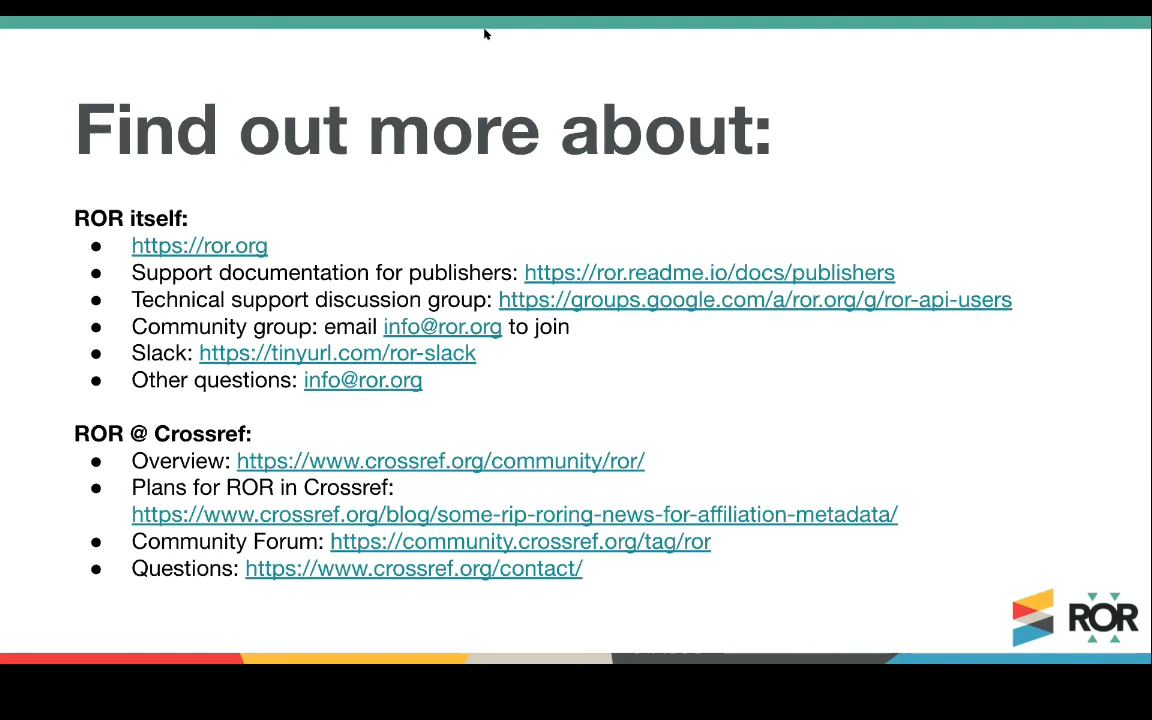 Find out more about:
ROR itself:
● https://ror.org
● Support documentation for publishers: https://ror.readme.io/docs/publishers
● Technical support discussion group: https://groups.google.com/a/ror.org/g/ror-api-users
● Community group: email info@ror.org to join
● Slack: https://tinyurl.com/ror-slack
● Other questions: info@ror.org
ROR @ Crossref:
● Overview: https://www.crossref.org/community/ror/
● Plans for ROR in Crossref:
https://www.crossref.org/blog/some-rip-roring-news-for-affiliation-metadata/
● Community Forum: https://community.crossref.org/tag/ror
● Questions: https://www.crossref.org/contact/
ROR